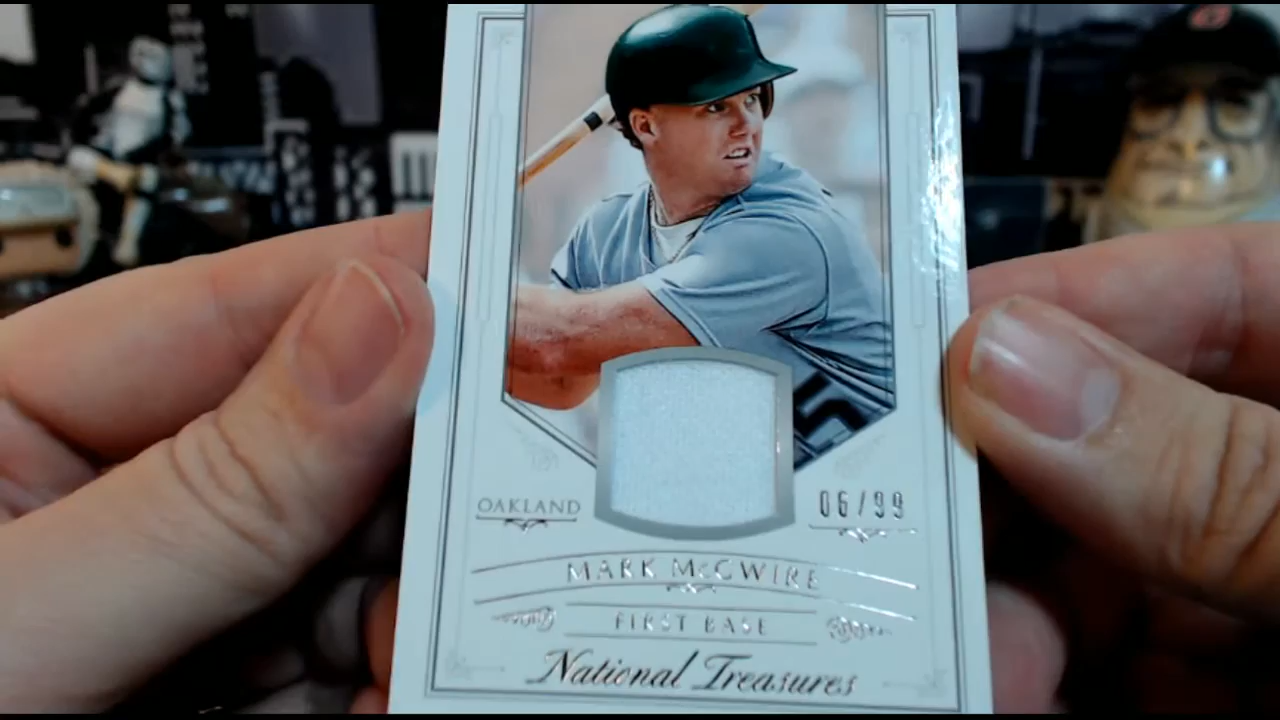 OAKLAND
06/99
MARK McGWIRE
FIRST BASE
National Treasures